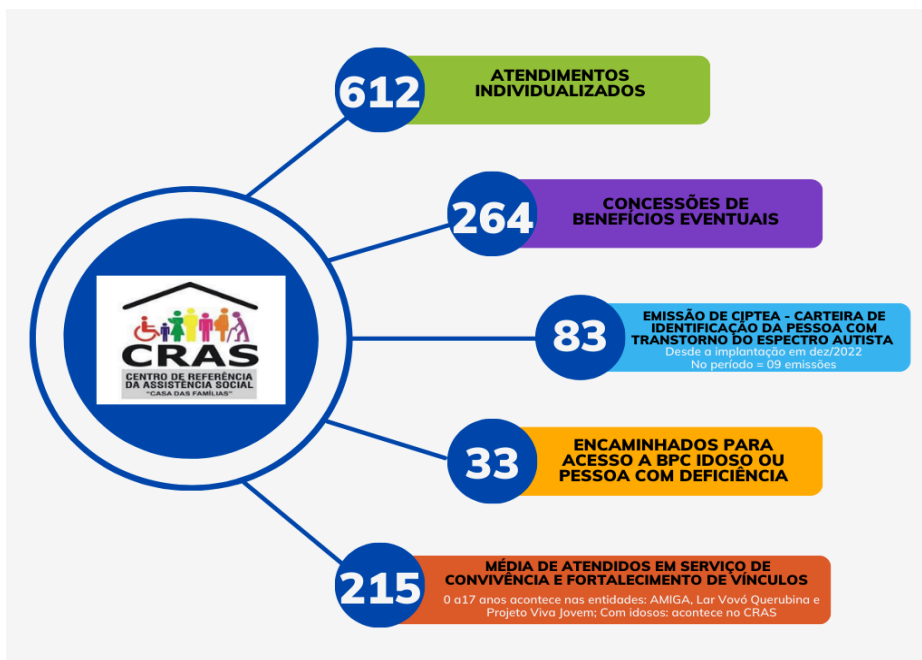 612
ATENDIMENTOS
INDIVIDUALIZADOS
264
CONCESSÕES DE
BENEFÍCIOS EVENTUAIS
CRAS
CENTRO DE REFERÊNCIA
DA ASSISTÊNCIA SOCIAL
"CASA DAS FAMÍLIAS"
83
EMISSÃO DE CIPTEA - CARTEIRA DE
IDENTIFICAÇÃO DA PESSOA COM
TRANSTORNO DO ESPECTRO AUTISTA
Desde a implantação em dez/2022
No período = 09 emissões
33
ENCAMINHADOS PARA
ACESSO A BPC IDOSO OU
PESSOA COM DEFICIÊNCIA
215
MÉDIA DE ATENDIDOS EM SERVIÇO DE
CONVIVÊNCIA E FORTALECIMENTO DE VÍNCULOS
0 a17 anos acontece nas entidades: AMIGA, Lar Vovó Querubina e
Projeto Viva Jovem; Com idosos: acontece no CRAS